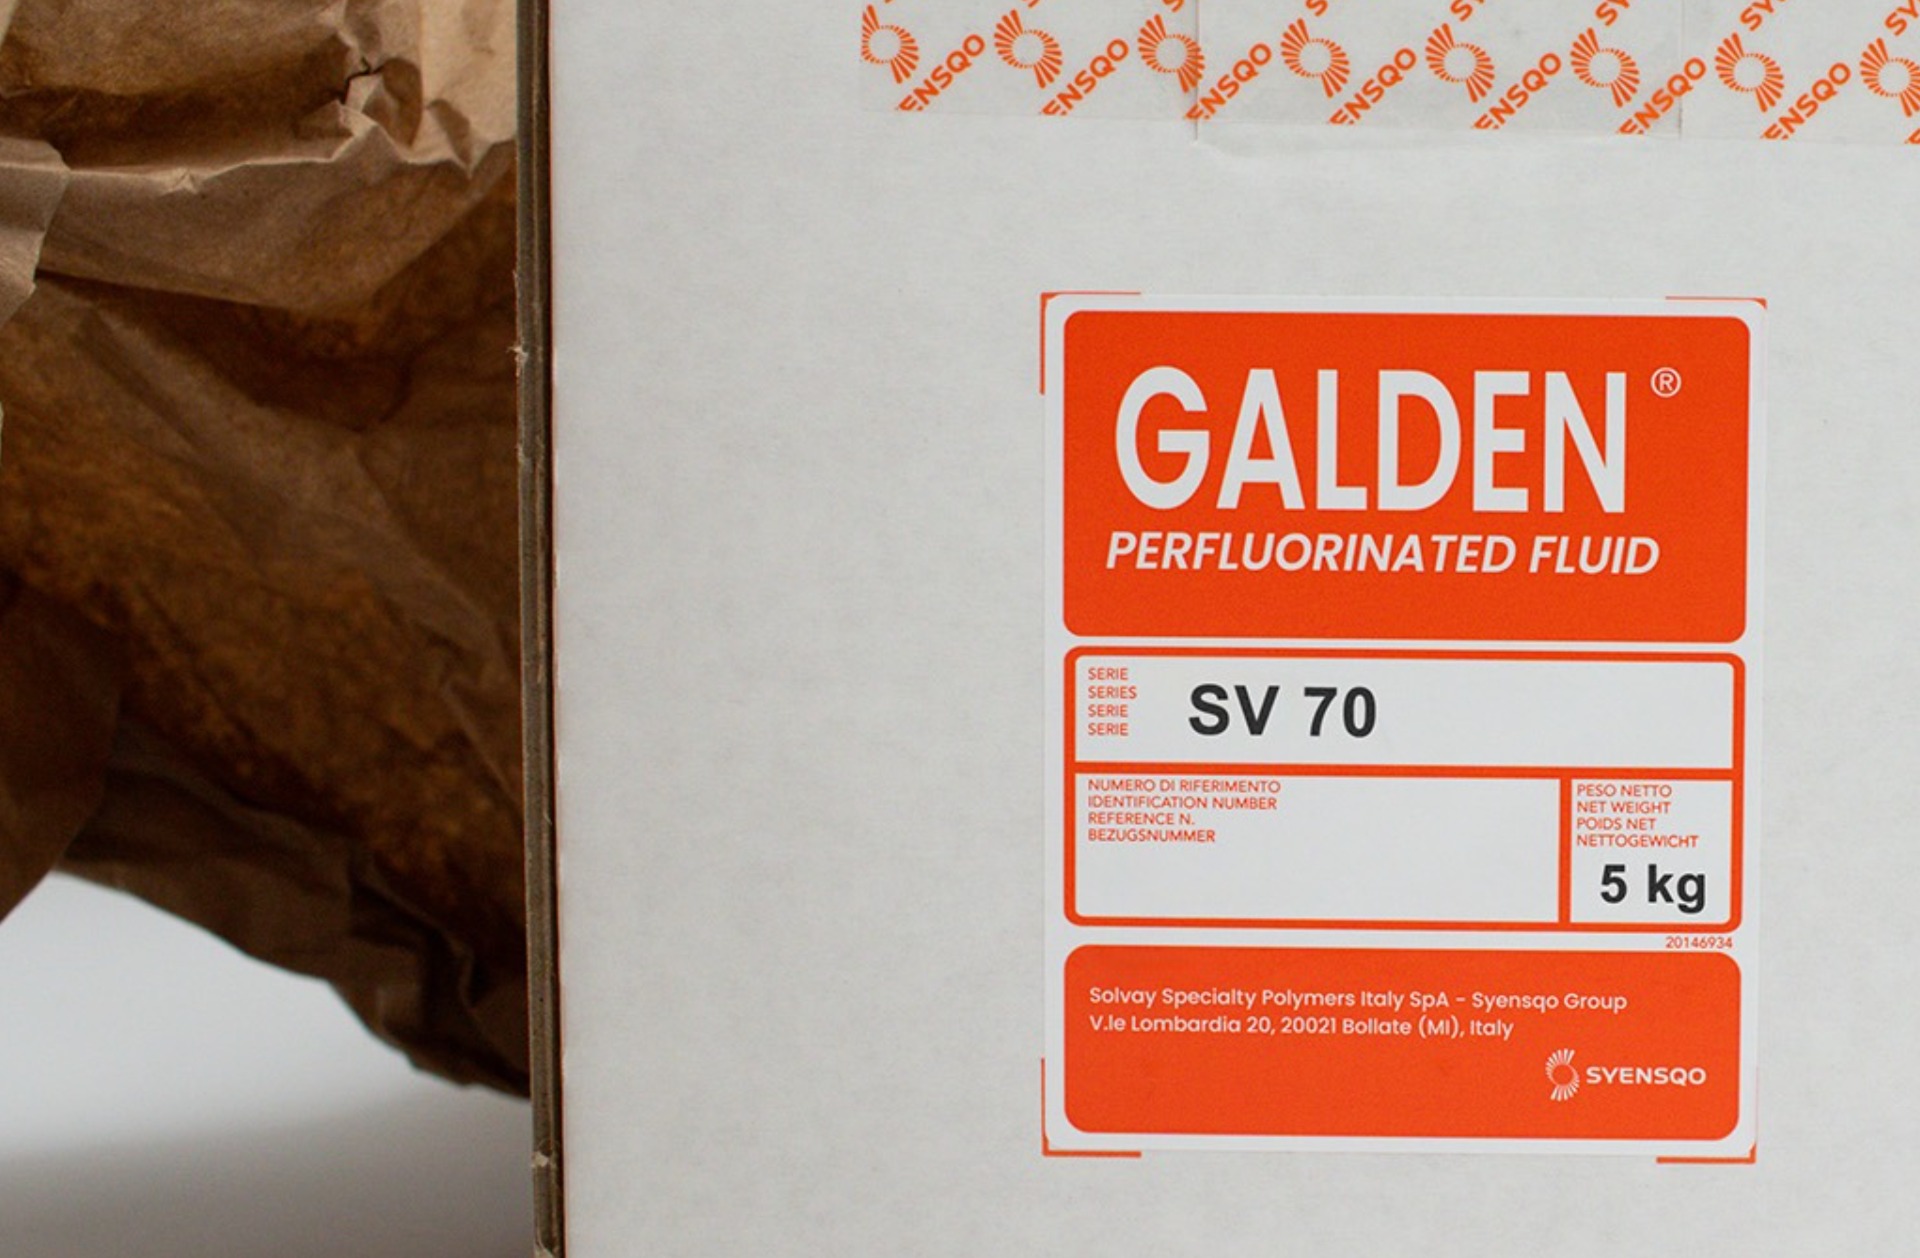 SYENSQO
GALDEN®
PERFLUORINATED FLUID
SERIE
SERIES
SERIE
SERIE
SV 70
NUMERO DI RIFERIMENTO
IDENTIFICATION NUMBER
REFERENCE N.
BEZUGSNUMMER
PESO NETTO
NET WEIGHT
POIDS NET
NETTOGEWICHT
5 kg
20146934
Solvay Specialty Polymers Italy SpA - Syensqo Group
V.le Lombardia 20, 20021 Bollate (MI), Italy
SYENSQO